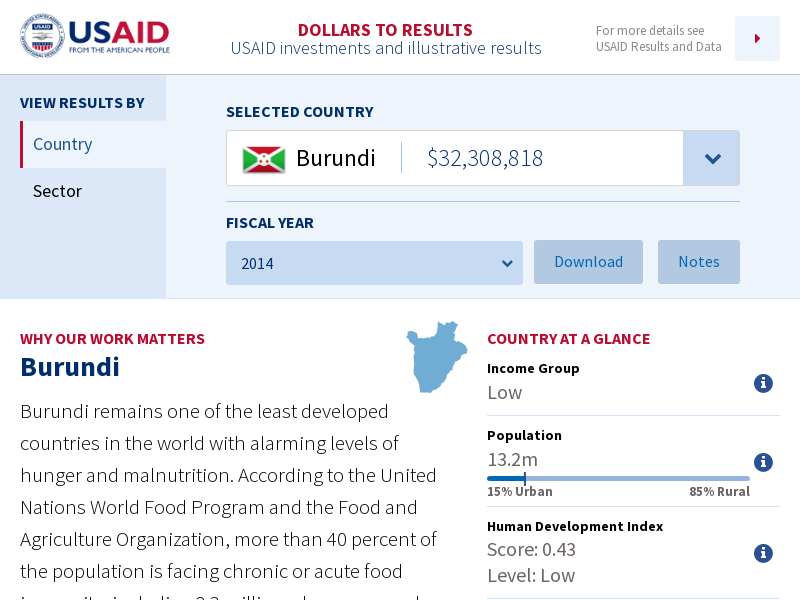 USAID
FROM THE AMERICAN PEOPLE
DOLLARS TO RESULTS
USAID investments and illustrative results
For more details see
USAID Results and Data
VIEW RESULTS BY
Country
Sector
SELECTED COUNTRY
Burundi
$32,308,818
FISCAL YEAR
2014
Download
Notes
WHY OUR WORK MATTERS
Burundi
Burundi remains one of the least developed
countries in the world with alarming levels of
hunger and malnutrition. According to the United
Nations World Food Program and the Food and
Agriculture Organization, more than 40 percent of
the population is facing chronic or acute food
COUNTRY AT A GLANCE
Income Group
Low
Population
13.2m
15% Urban
85% Rural
Human Development Index
Score: 0.43
Level: Low